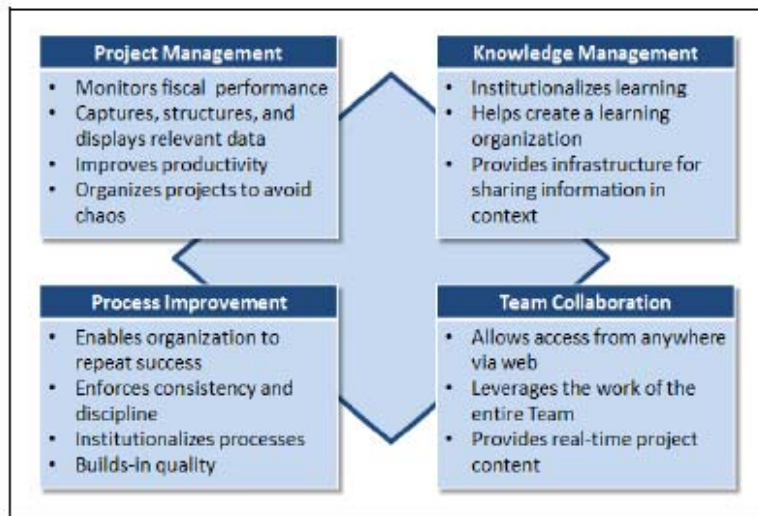 Project Management
• Monitors fiscal performance
• Captures, structures, and
displays relevant data
• Improves productivity
• Organizes projects to avoid
chaos
Knowledge Management
• Institutionalizes learning
• Helps create a learning
organization
• Provides infrastructure for
sharing information in
context
Process Improvement
• Enables organization to
repeat success
• Enforces consistency and
discipline
• Institutionalizes processes
• Builds-in quality
Team Collaboration
• Allows access from anywhere
via web
• Leverages the work of the
entire Team
• Provides real-time project
content